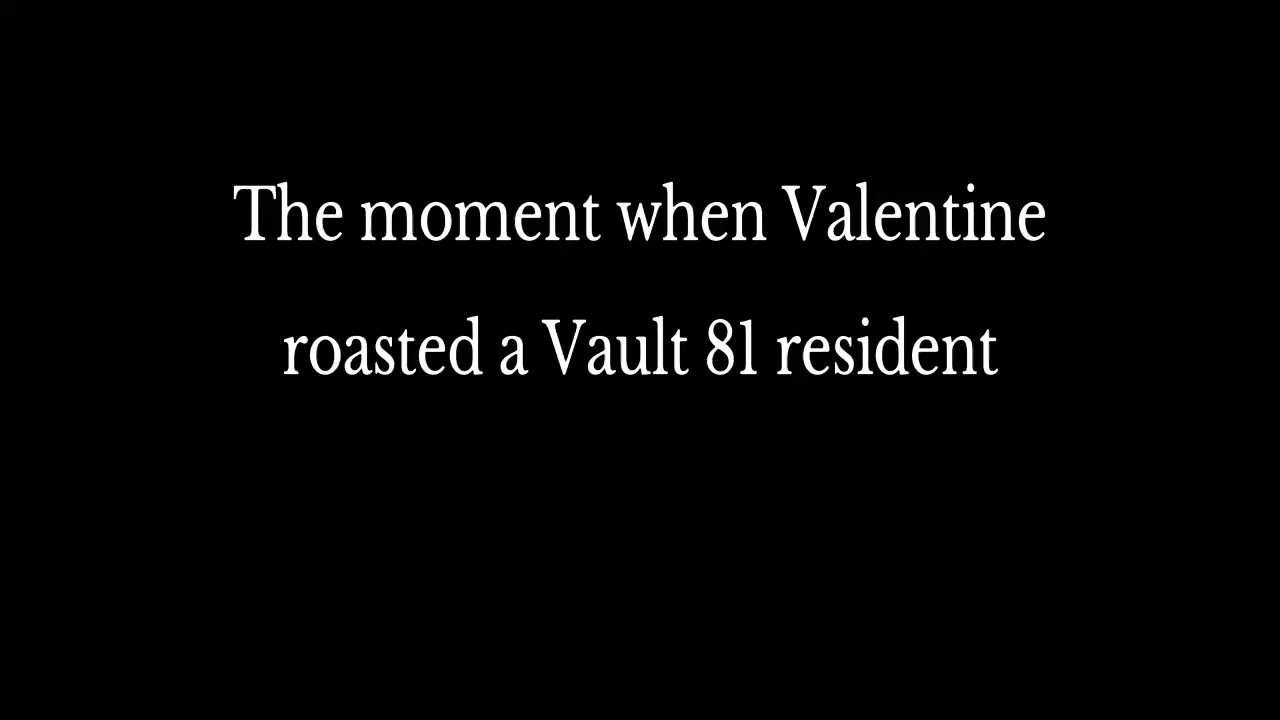 The moment when Valentine
roasted a Vault 81 resident